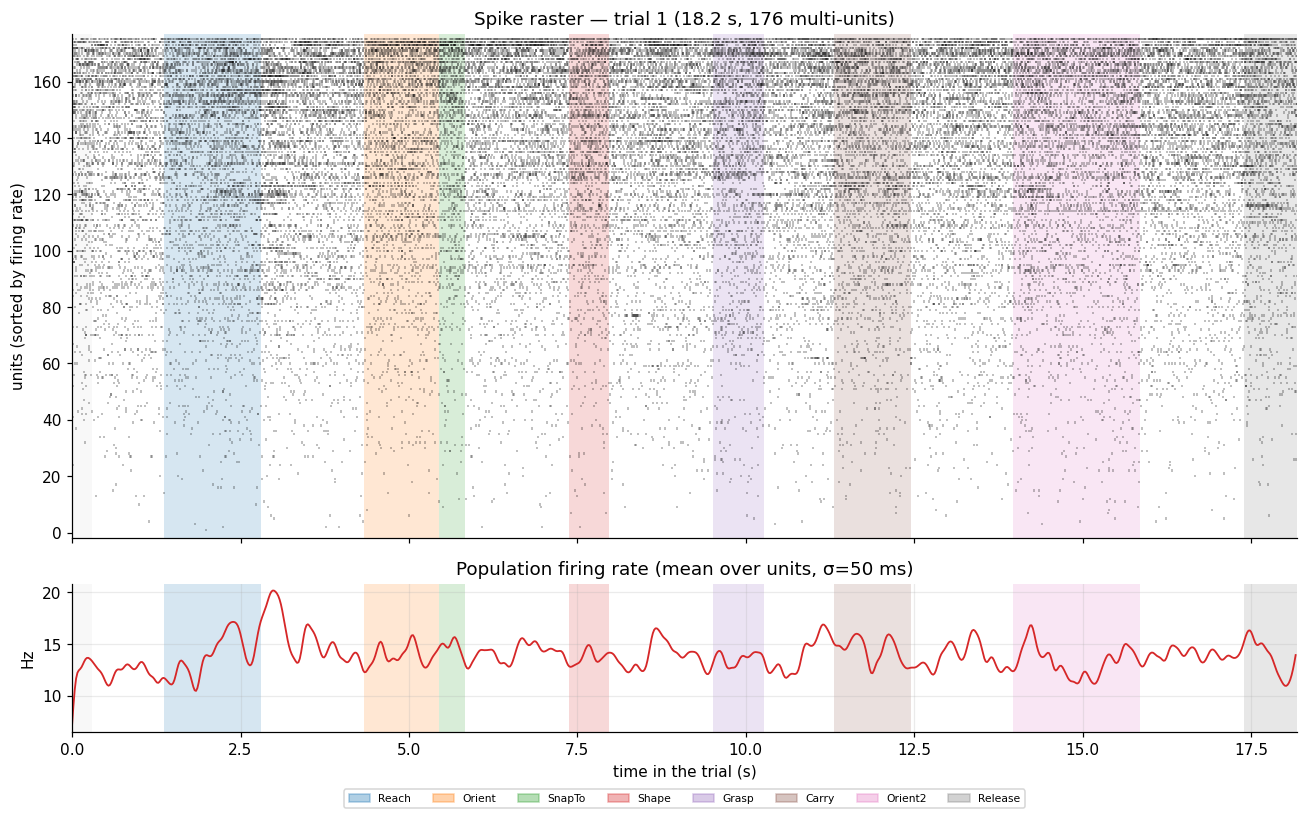 Spike raster — trial 1 (18.2 s, 176 multi-units)
units (sorted by firing rate)
160
140
120
100
80
60
40
20
0
Population firing rate (mean over units, σ=50 ms)
Hz
20
15
10
0.0 2.5 5.0 7.5 10.0 12.5 15.0 17.5
time in the trial (s)
Reach Orient SnapTo Shape Grasp Carry Orient2 Release